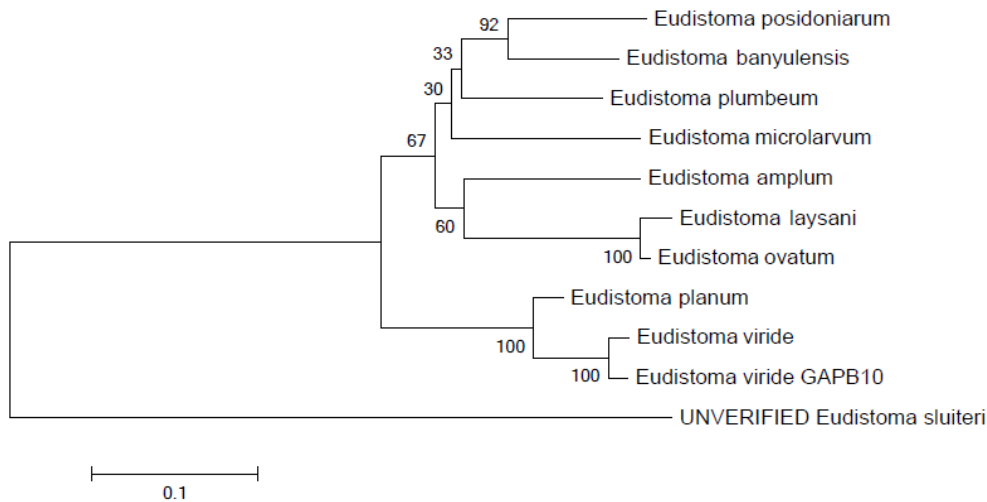 Eudistoma posidoniarum
92
Eudistoma banyulensis
33
30
Eudistoma plumbeum
67
Eudistoma microlarvum
Eudistoma amplum
60
Eudistoma laysani
100
Eudistoma ovatum
Eudistoma planum
100
Eudistoma viride
100
Eudistoma viride GAPB10
UNVERIFIED Eudistoma sluiteri
0.1